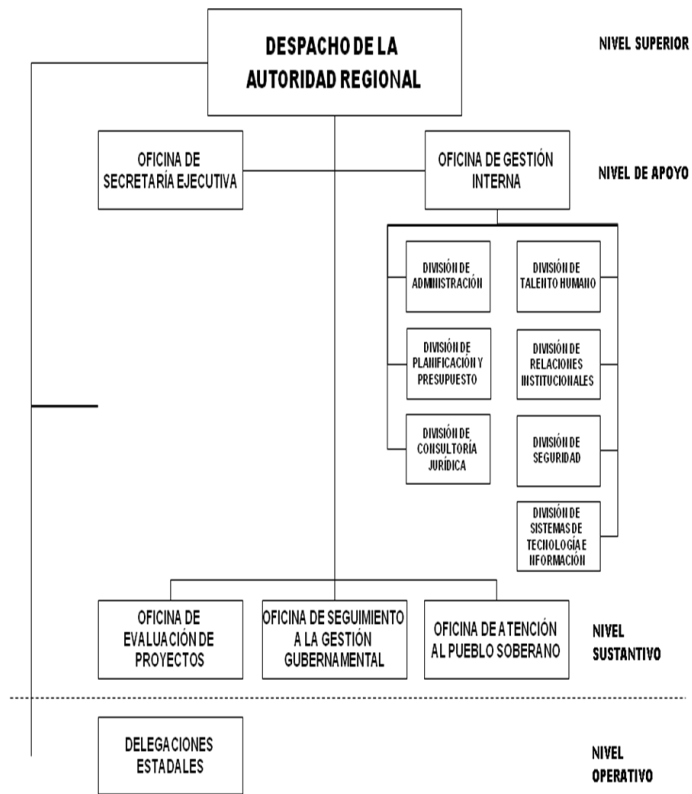 DESPACHO DE LA
AUTORIDAD REGIONAL
NIVEL SUPERIOR
OFICINA DE
SECRETARÍA EJECUTIVA
OFICINA DE GESTIÓN
INTERNA
NIVEL DE APOYO
DIVISIÓN DE
ADMINISTRACIÓN
DIVISIÓN DE
TALENTO HUMANO
DIVISIÓN DE
PLANIFICACIÓN Y
PRESUPUESTO
DIVISIÓN DE
RELACIONES
INSTITUCIONALES
DIVISIÓN DE
CONSULTORÍA
JURÍDICA
DIVISIÓN DE
SEGURIDAD
DIVISIÓN DE
SISTEMAS DE
TECNOLOGÍA E
INFORMACIÓN
OFICINA DE
EVALUACIÓN DE
PROYECTOS
OFICINA DE SEGUIMIENTO
A LA GESTIÓN
GUBERNAMENTAL
OFICINA DE ATENCIÓN
AL PUEBLO SOBERANO
NIVEL
SUSTANTIVO
DELEGACIONES
ESTADALES
NIVEL
OPERATIVO